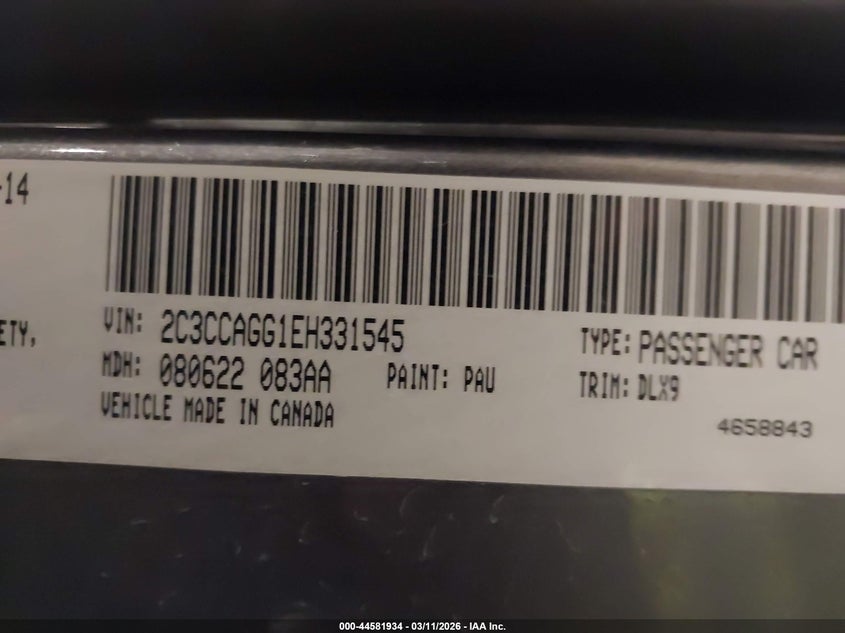 -14
ETY,
VIN: 2C3CCAGG1EH331545
TYPE: PASSENGER CAR
MDH: 080622 083AA
PAINT: PAU
TRIM: DLX9
VEHICLE MADE IN CANADA
4658843
000-44581934 - 03/11/2026 - IAA Inc.